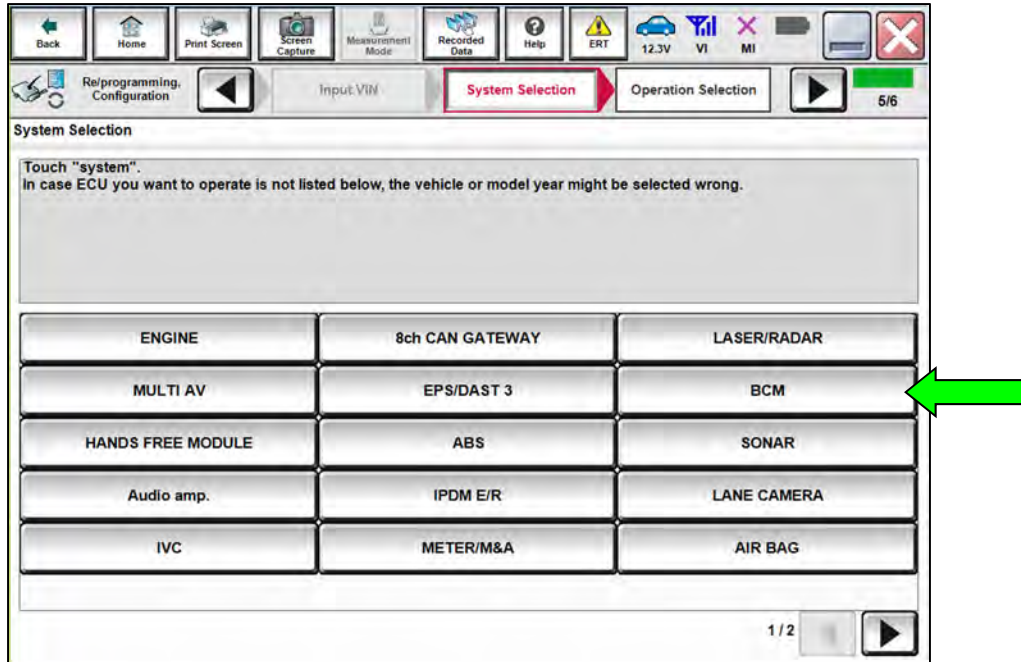 Back
Home
Print Screen
Screen
Capture
Measurement
Mode
Recorded
Data
Help
ERT
12.3V
VI
MI
Re/programming,
Configuration
Input VIN
System Selection
Operation Selection
5/6
System Selection
Touch "system".
In case ECU you want to operate is not listed below, the vehicle or model year might be selected wrong.
ENGINE
8ch CAN GATEWAY
LASER/RADAR
MULTI AV
EPS/DAST 3
BCM
HANDS FREE MODULE
ABS
SONAR
Audio amp.
IPDM E/R
LANE CAMERA
IVC
METER/M&A
AIR BAG
1/2